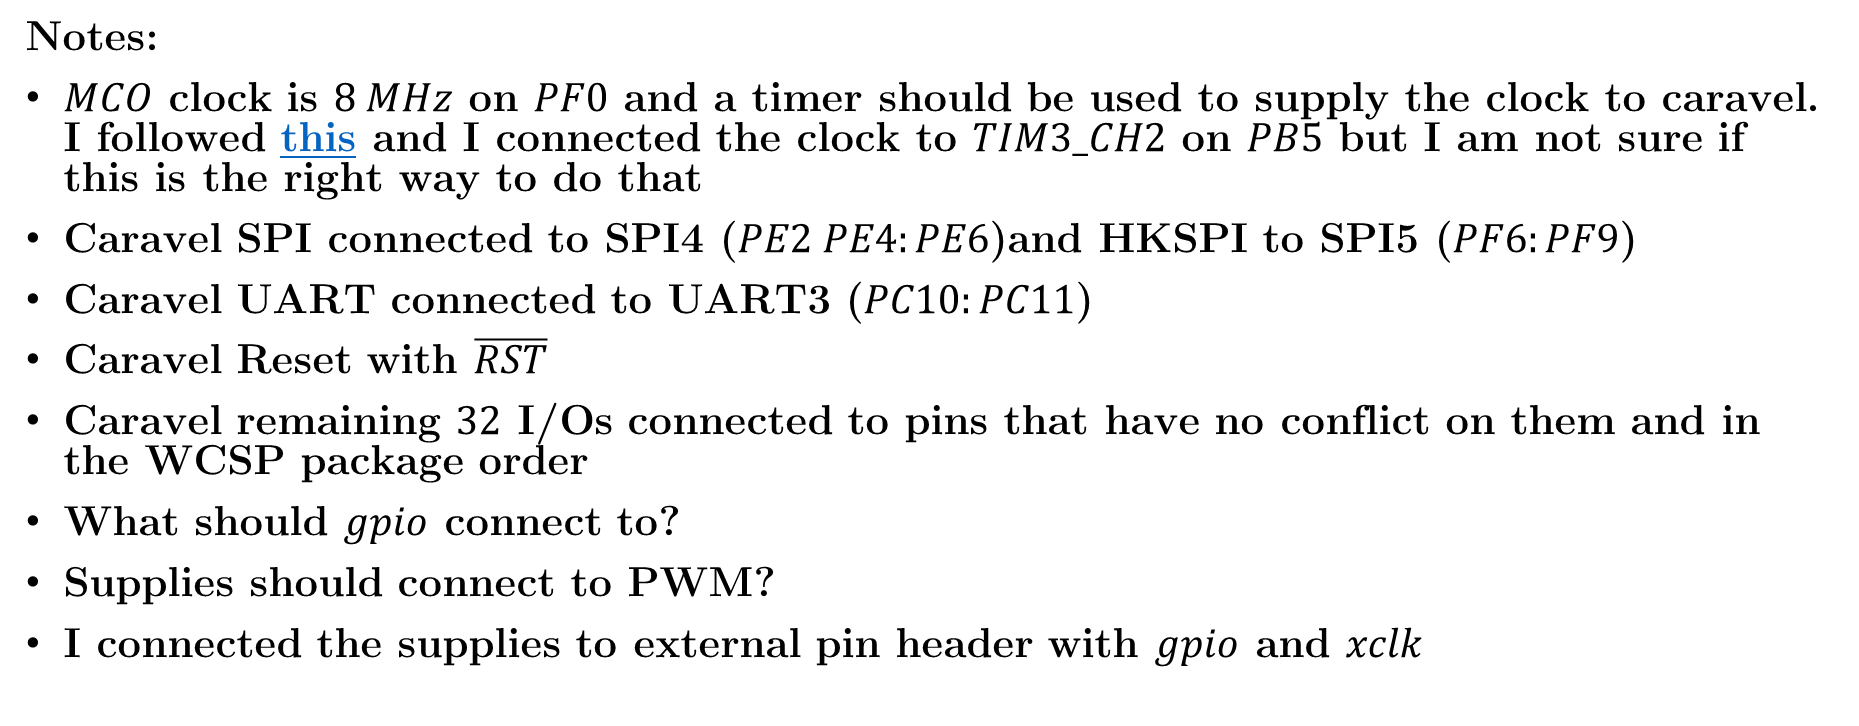 Notes:
• MCO clock is 8 MHz on PF0 and a timer should be used to supply the clock to caravel.
I followed this and I connected the clock to TIM3_CH2 on PB5 but I am not sure if
this is the right way to do that
• Caravel SPI connected to SPI4 (PE2 PE4: PE6)and HKSPI to SPI5 (PF6: PF9)
• Caravel UART connected to UART3 (PC10: PC11)
• Caravel Reset with R̅S̅T̅
• Caravel remaining 32 I/Os connected to pins that have no conflict on them and in
the WCSP package order
• What should gpio connect to?
• Supplies should connect to PWM?
• I connected the supplies to external pin header with gpio and xclk